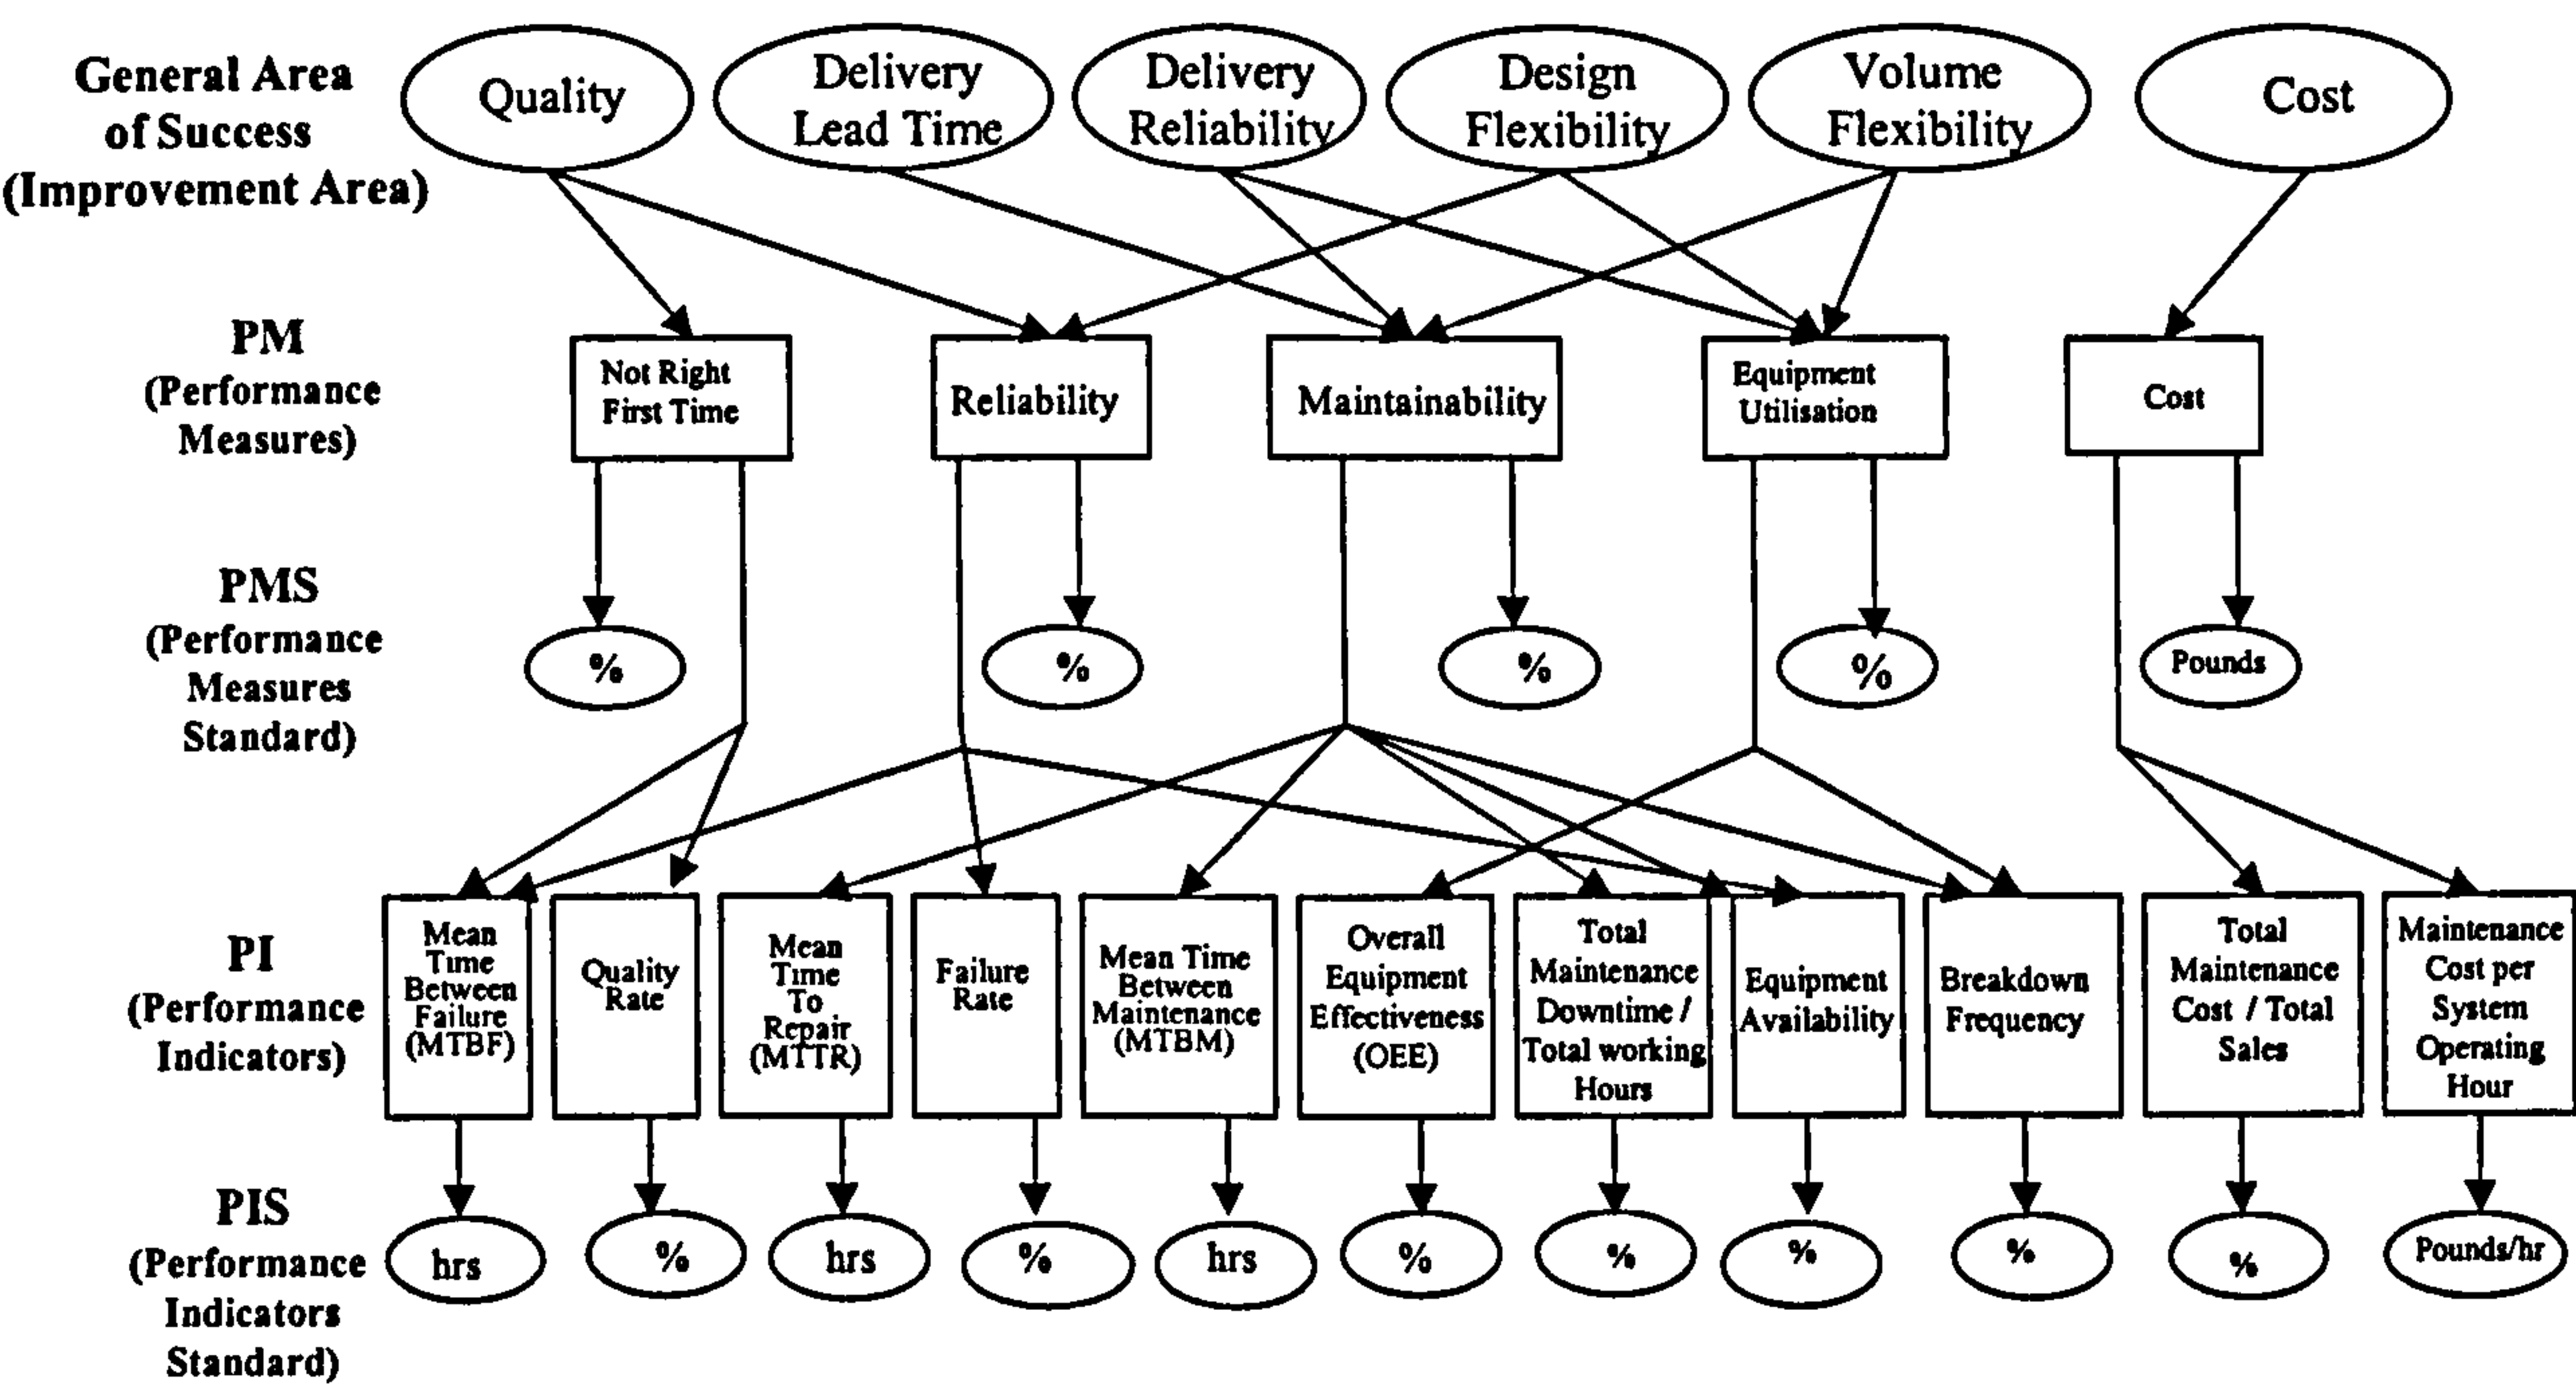 General Area
of Success
(Improvement Area)
Quality
Delivery
Lead Time
Delivery
Reliability
Design
Flexibility
Volume
Flexibility
Cost
PM
(Performance
Measures)
Not Right
First Time
Reliability
Maintainability
Equipment
Utilisation
Cost
PMS
(Performance
Measures
Standard)
%
%
%
%
Pounds
PI
(Performance
Indicators)
Mean
Time
Between
Failure
(MTBF)
Quality
Rate
Mean
Time
To
Repair
(MTTR)
Failure
Rate
Mean Time
Between
Maintenance
(MTBM)
Overall
Equipment
Effectiveness
(OEE)
Total
Maintenance
Downtime /
Total working
Hours
Equipment
Availability
Breakdown
Frequency
Total
Maintenance
Cost / Total
Sales
Maintenance
Cost per
System
Operating
Hour
PIS
(Performance
Indicators
Standard)
hrs
%
hrs
%
hrs
%
%
%
%
%
Pounds/hr